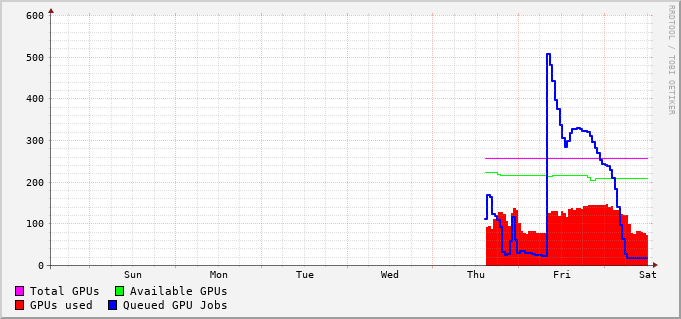 600
500
400
300
200
100
0
Sun Mon Tue Wed Thu Fri Sat
Total GPUs Available GPUs
GPUs used Queued GPU Jobs
RRDTOOL / TOBI OETIKER